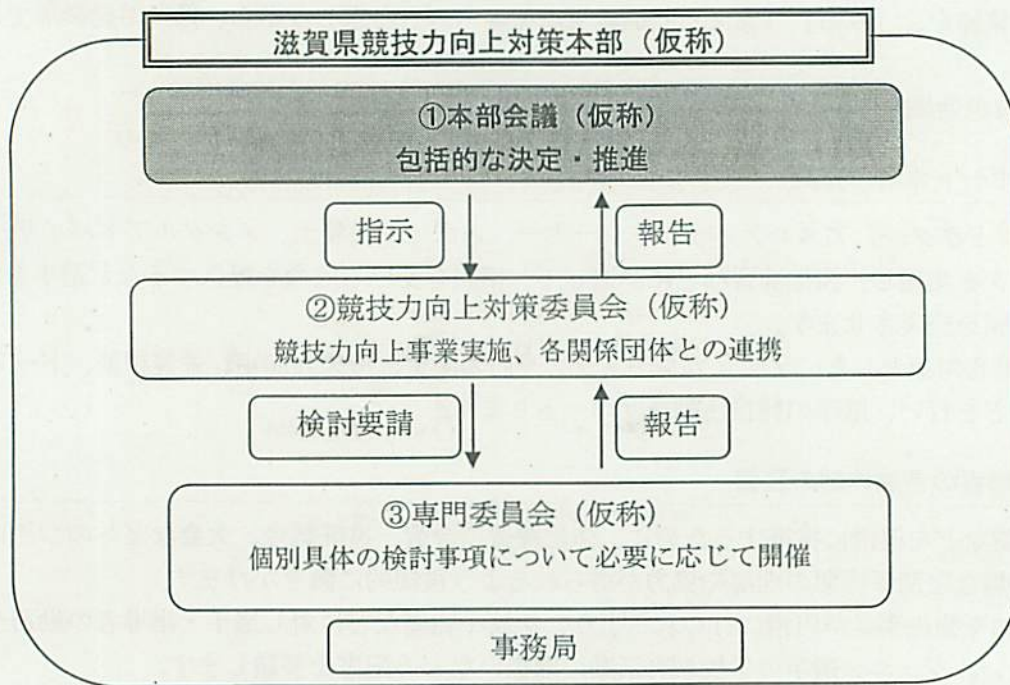 滋賀県競技力向上対策本部（仮称）
①本部会議（仮称）
包括的な決定・推進
指示
報告
②競技力向上対策委員会（仮称）
競技力向上事業実施、各関係団体との連携
検討要請
報告
③専門委員会（仮称）
個別具体の検討事項について必要に応じて開催
事務局